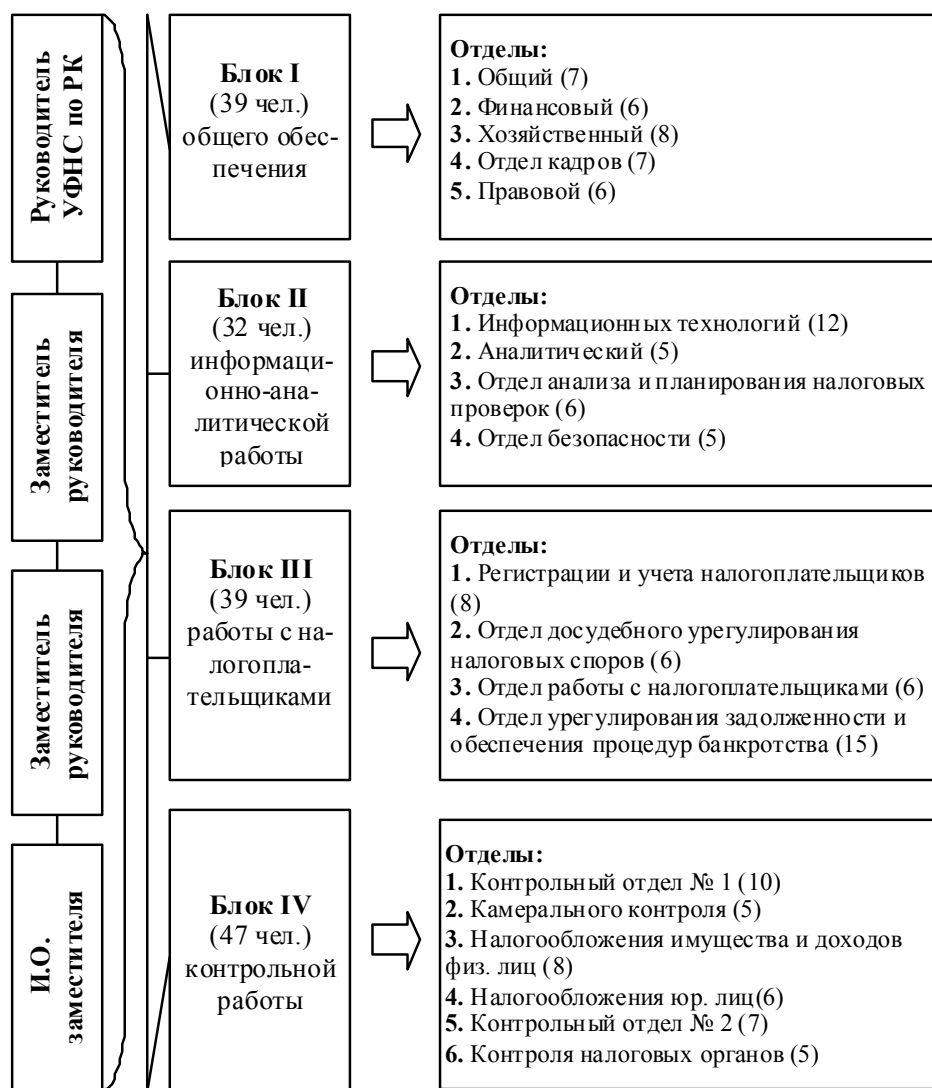 Руководитель
УФНС по РК
Заместитель
руководителя
Заместитель
руководителя
И.О.
заместителя
Блок I
(39 чел.)
общего обес-
печения
Отделы:
1. Общий (7)
2. Финансовый (6)
3. Хозяйственный (8)
4. Отдел кадров (7)
5. Правовой (6)
Блок II
(32 чел.)
информаци-
онно-ана-
литической
работы
Отделы:
1. Информационных технологий (12)
2. Аналитический (5)
3. Отдел анализа и планирования налоговых
проверок (6)
4. Отдел безопасности (5)
Блок III
(39 чел.)
работы с на-
логопла-
тельщиками
Отделы:
1. Регистрации и учета налогоплательщиков
(8)
2. Отдел досудебного урегулирования
налоговых споров (6)
3. Отдел работы с налогоплательщиками (6)
4. Отдел урегулирования задолженности и
обеспечения процедур банкротства (15)
Блок IV
(47 чел.)
контрольной
работы
Отделы:
1. Контрольный отдел № 1 (10)
2. Камерального контроля (5)
3. Налогообложения имущества и доходов
физ. лиц (8)
4. Налогообложения юр. лиц(6)
5. Контрольный отдел № 2 (7)
6. Контроля налоговых органов (5)